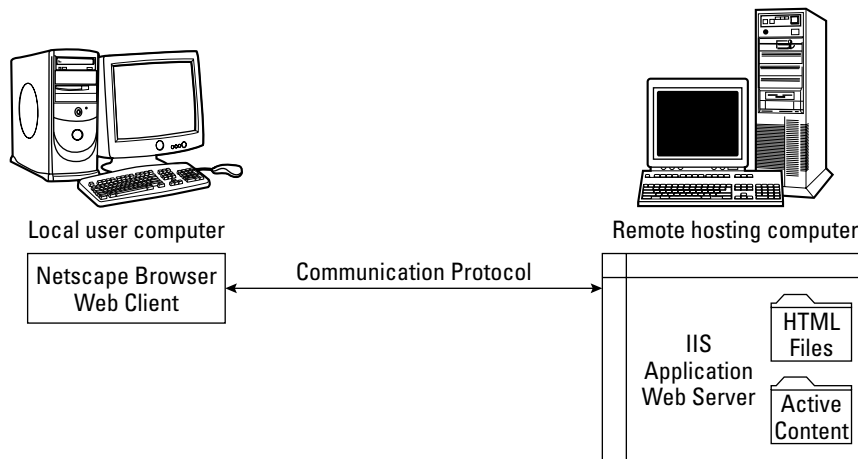 Local user computer
Remote hosting computer
Netscape Browser
Web Client
Communication Protocol
IIS
Application
Web Server
HTML
Files
Active
Content